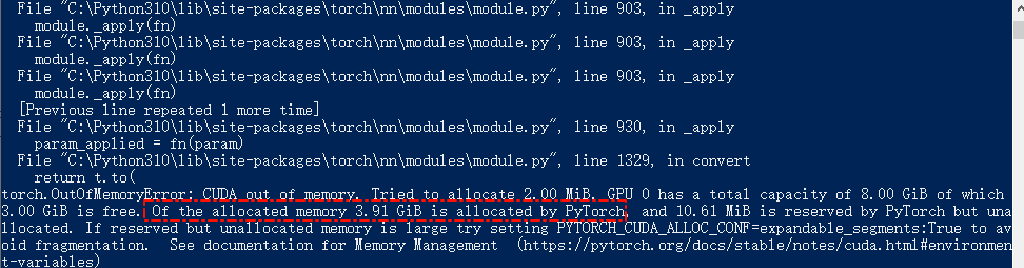 File "C:\Python310\lib\site-packages\torch\nn\modules\module.py", line 903, in _apply
module._apply(fn)
File "C:\Python310\lib\site-packages\torch\nn\modules\module.py", line 903, in _apply
module._apply(fn)
File "C:\Python310\lib\site-packages\torch\nn\modules\module.py", line 903, in _apply
module._apply(fn)
[Previous line repeated 1 more time]
File "C:\Python310\lib\site-packages\torch\nn\modules\module.py", line 930, in _apply
param_applied = fn(param)
File "C:\Python310\lib\site-packages\torch\nn\modules\module.py", line 1329, in convert
return t.to(
torch.OutOfMemoryError: CUDA out of memory. Tried to allocate 2.00 MiB. GPU 0 has a total capacity of 8.00 GiB of which
3.00 GiB is free. Of the allocated memory 3.91 GiB is allocated by PyTorch, and 10.61 MiB is reserved by PyTorch but una
llocated. If reserved but unallocated memory is large try setting PYTORCH_CUDA_ALLOC_CONF=expandable_segments:True to av
oid fragmentation.  See documentation for Memory Management  (https://pytorch.org/docs/stable/notes/cuda.html#environmen
t-variables)